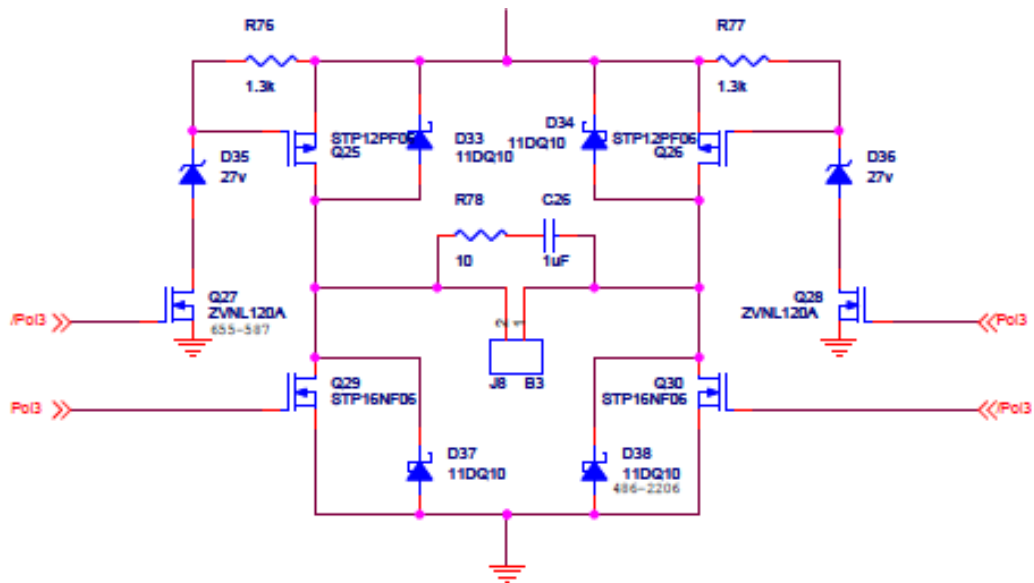 R76
R77
1.3k
1.3k
STP12PF06
Q25
D33
11DQ10
D34
11DQ10
STP12PF06
Q26
D35
27v
D36
27v
R78
C26
10
1uF
Q27
ZVNL120A
655-587
Q28
ZVNL120A
/Pol3
Pol3
2
1
J8
B3
Q29
STP16NF06
Q30
STP16NF06
Pol3
/Pol3
D37
11DQ10
D38
11DQ10
486-2206